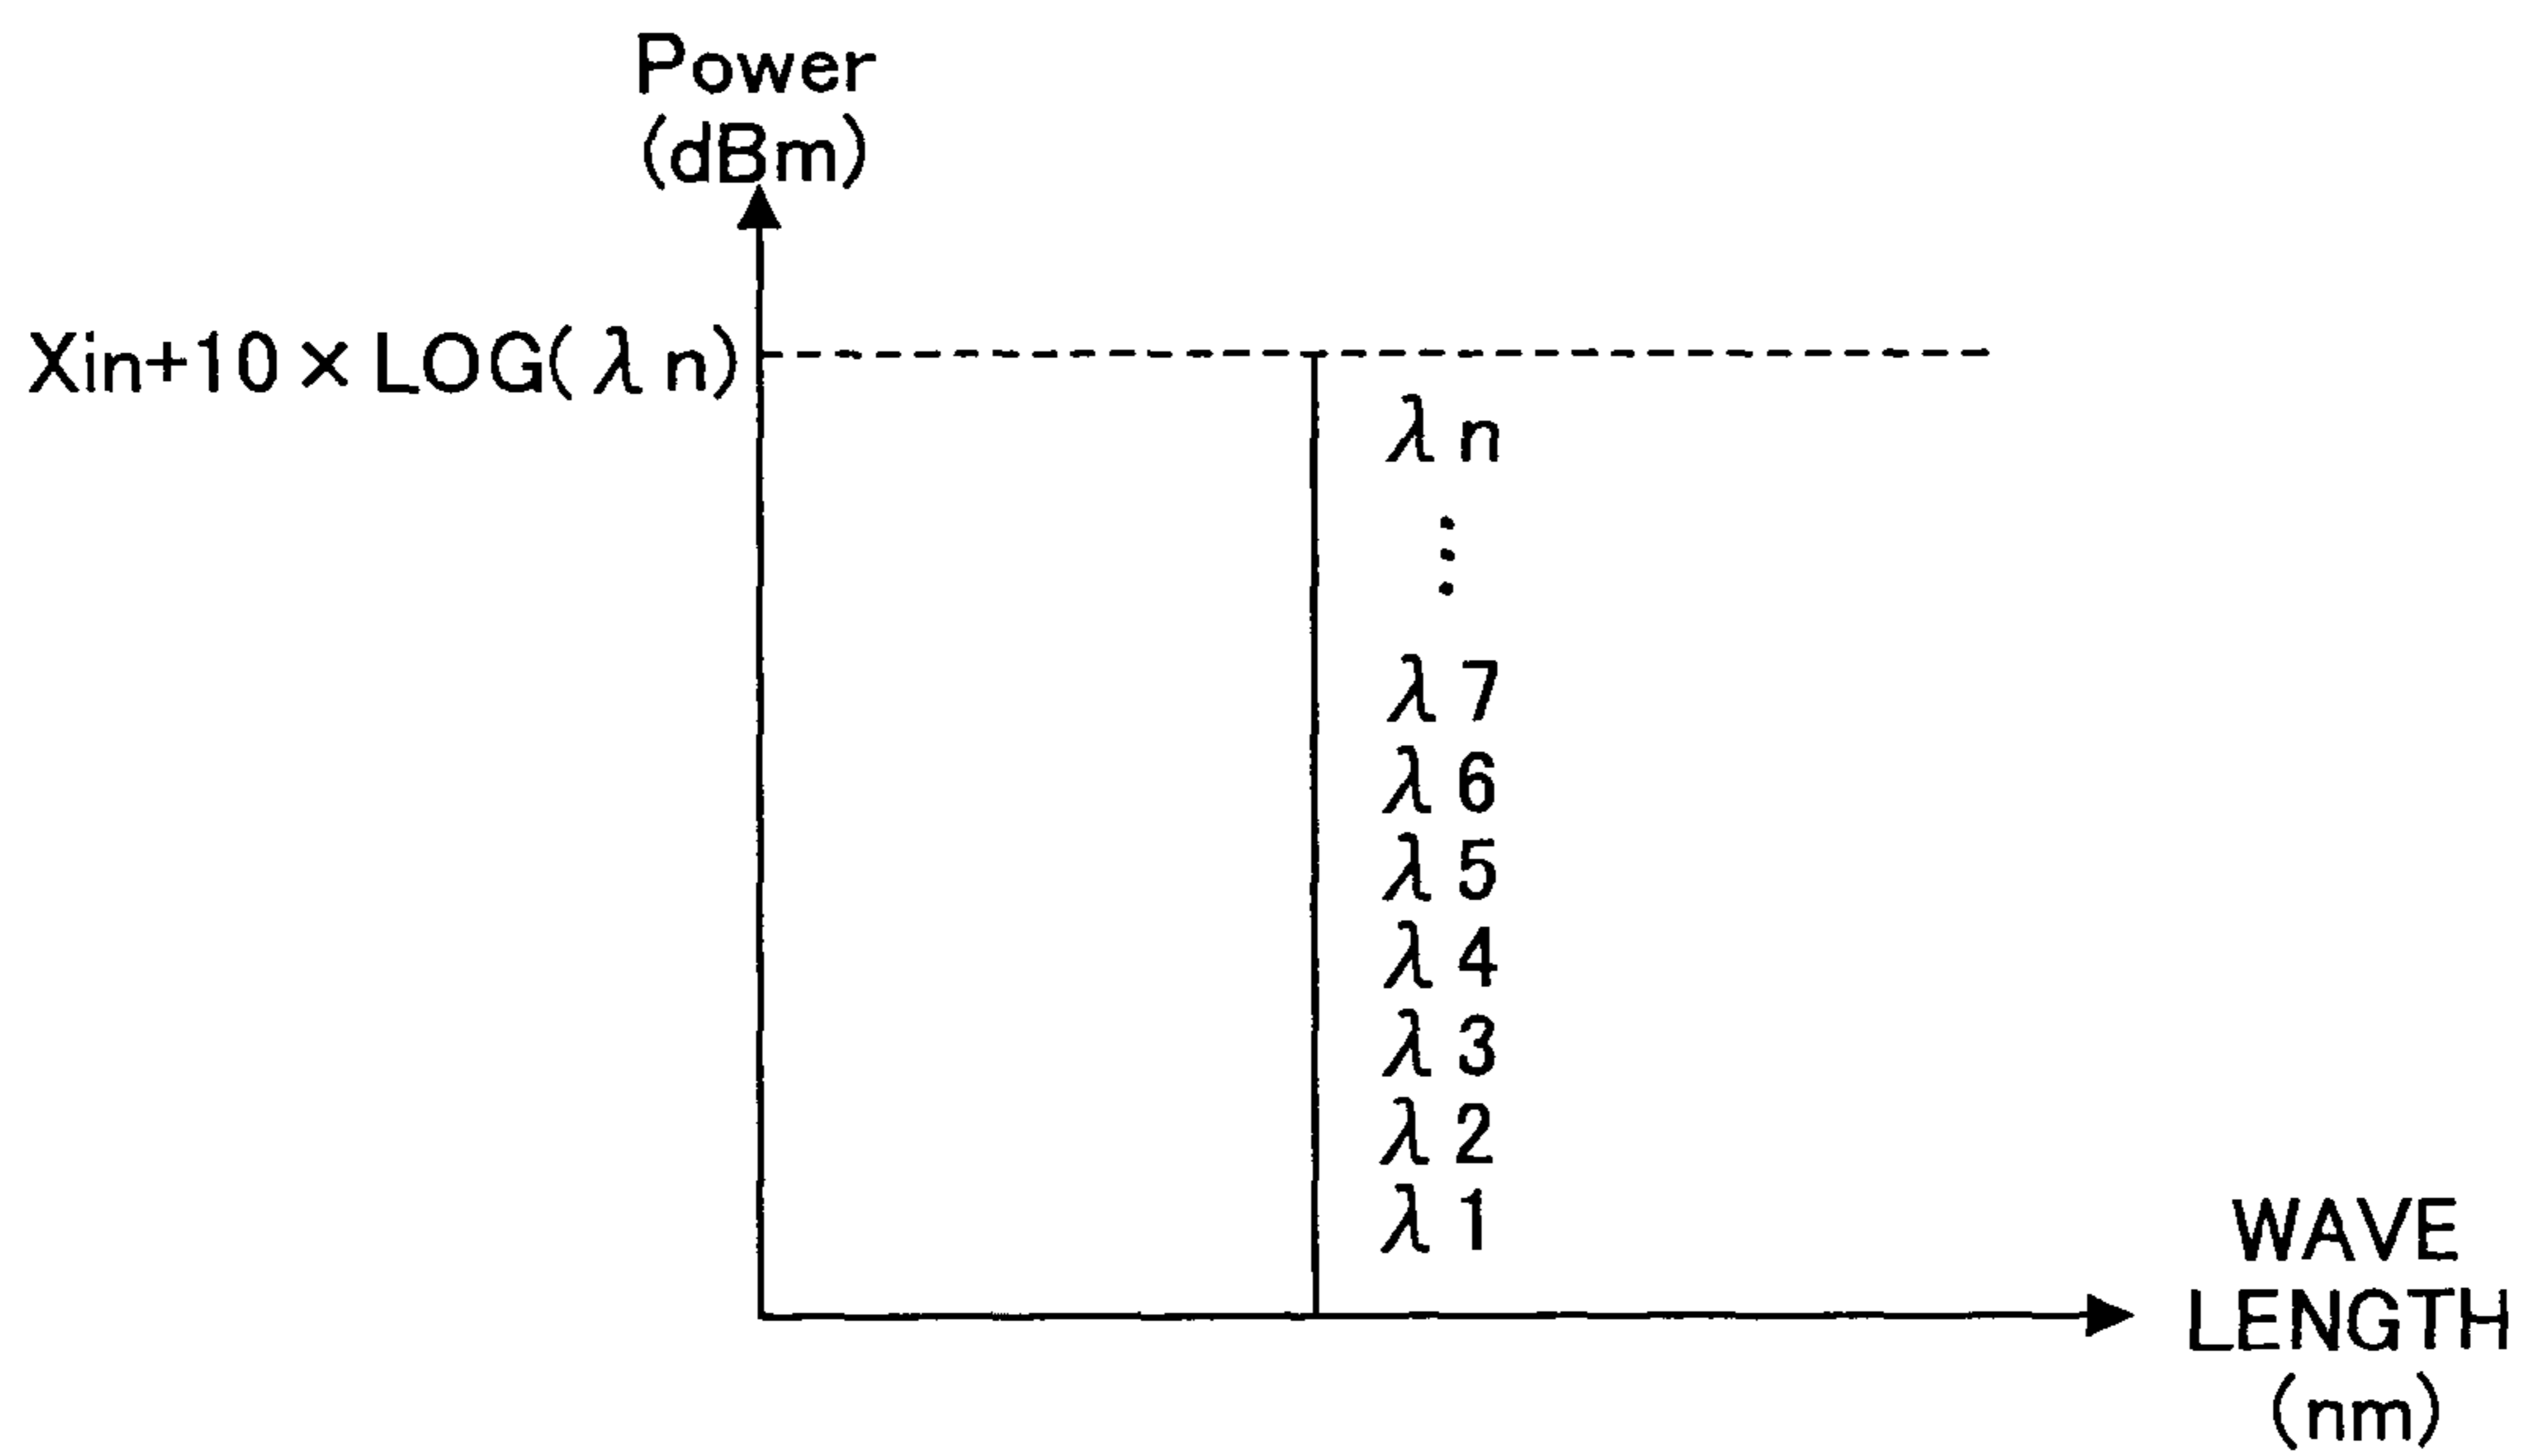 Power
(dBm)
Xin+10×LOG(λn)
λn
⋮
λ7
λ6
λ5
λ4
λ3
λ2
λ1
WAVE
LENGTH
(nm)